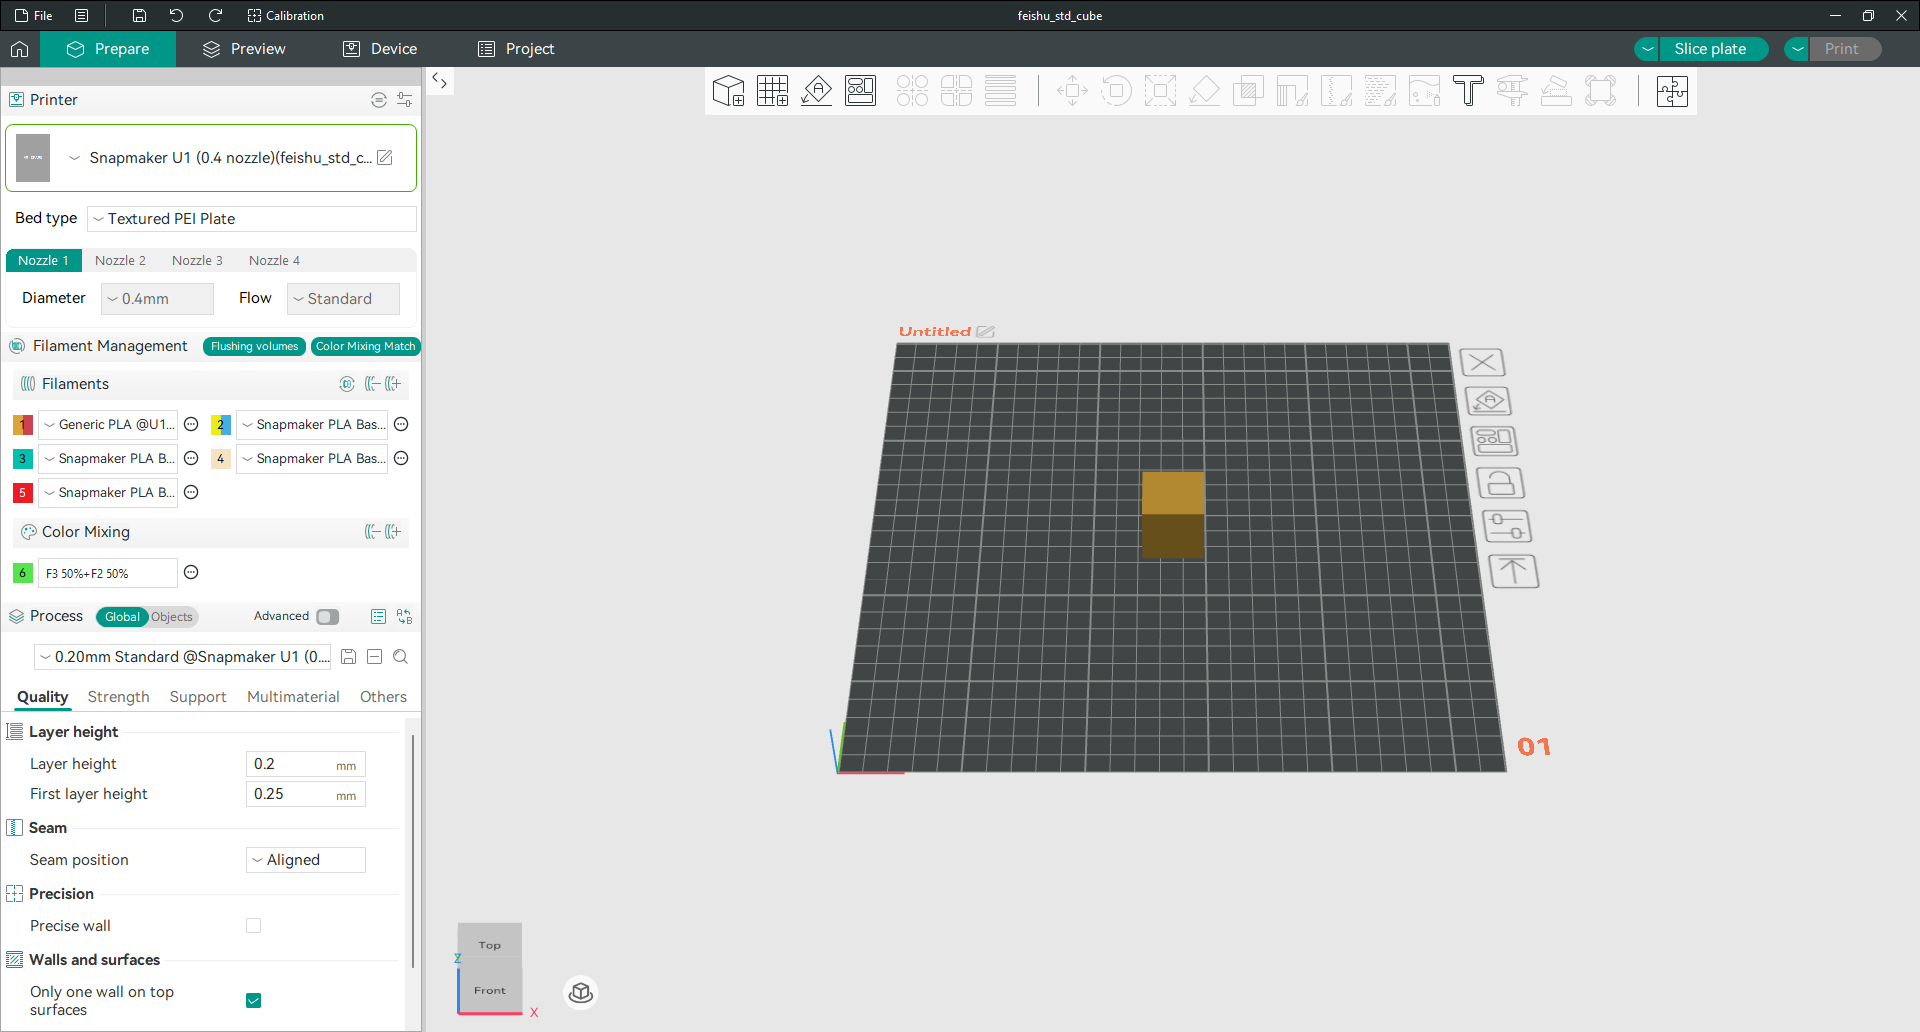 File
Calibration
feishu_std_cube
Prepare
Preview
Device
Project
Slice plate
Print
Printer
Snapmaker U1 (0.4 nozzle)(feishu_std_c...
Bed type
Textured PEI Plate
Nozzle 1
Nozzle 2
Nozzle 3
Nozzle 4
Diameter
0.4mm
Flow
Standard
Filament Management
Flushing volumes
Color Mixing Match
Filaments
1
Generic PLA @U1...
2
Snapmaker PLA Bas...
3
Snapmaker PLA B...
4
Snapmaker PLA Bas...
5
Snapmaker PLA B...
Color Mixing
6
F3 50%+F2 50%
Process
Global
Objects
Advanced
0.20mm Standard @Snapmaker U1 (0....
Quality
Strength
Support
Multimaterial
Others
Layer height
Layer height
0.2
mm
First layer height
0.25
mm
Seam
Seam position
Aligned
Precision
Precise wall
Walls and surfaces
Only one wall on top
surfaces
Untitled
01
Top
Z
Front
X